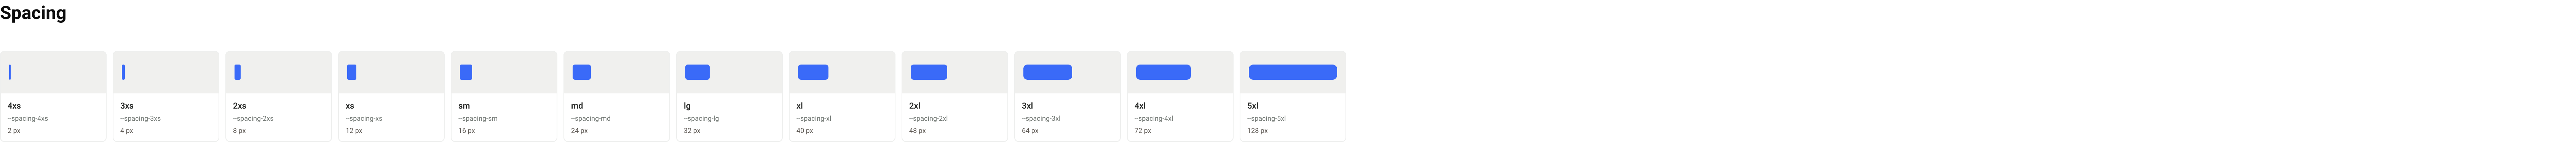 Spacing
4xs
--spacing-4xs
2 px
3xs
--spacing-3xs
4 px
2xs
--spacing-2xs
8 px
xs
--spacing-xs
12 px
sm
--spacing-sm
16 px
md
--spacing-md
24 px
lg
--spacing-lg
32 px
xl
--spacing-xl
40 px
2xl
--spacing-2xl
48 px
3xl
--spacing-3xl
64 px
4xl
--spacing-4xl
72 px
5xl
--spacing-5xl
128 px